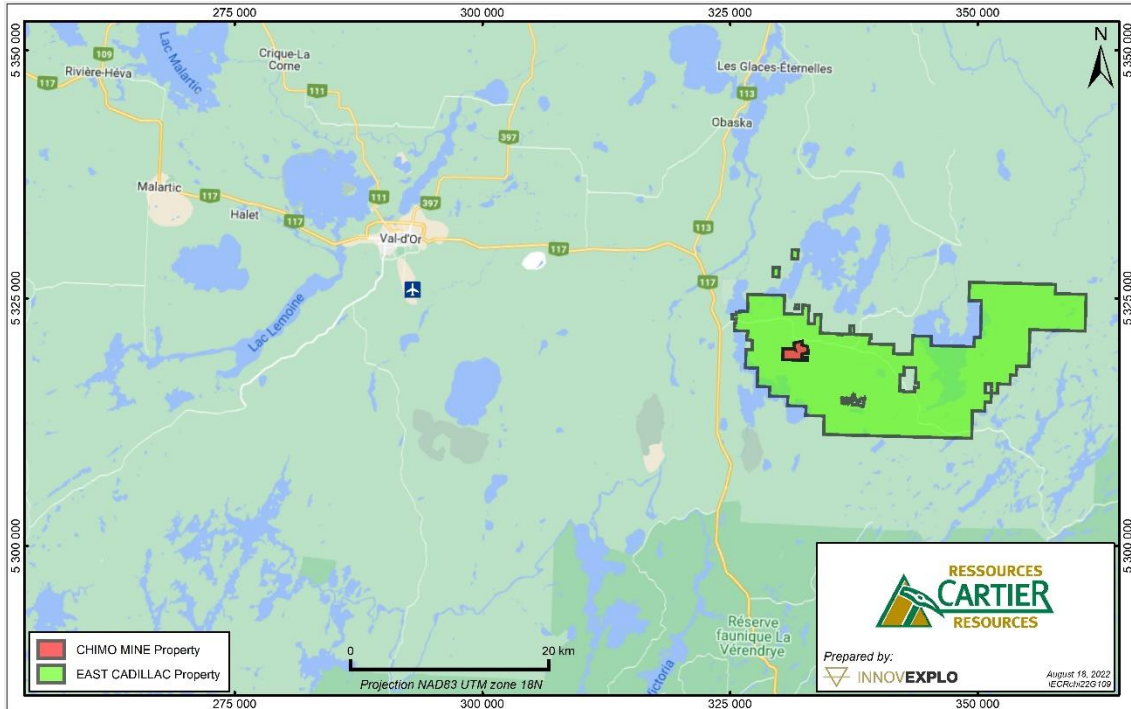 275 000
300 000
325 000
350 000
5 350 000
5 350 000
N
109
Lac Malartic
Rivière-Héva
117
Crique-La
Corne
111
Les Glaces-Éternelles
113
397
Obaska
Malartic
117
Halet
117
111
397
Val-d'Or
117
113
117
5 325 000
5 325 000
Lac Lemoine
5 300 000
5 300 000
Réserve
faunique La
Vérendrye
Victoria
CHIMO MINE Property
EAST CADILLAC Property
0
20 km
Projection NAD83 UTM zone 18N
RESSOURCES
CARTIER
RESOURCES
Prepared by:
INNOVEXPLO
August 18, 2022
IECRchi22G109
275 000
300 000
325 000
350 000